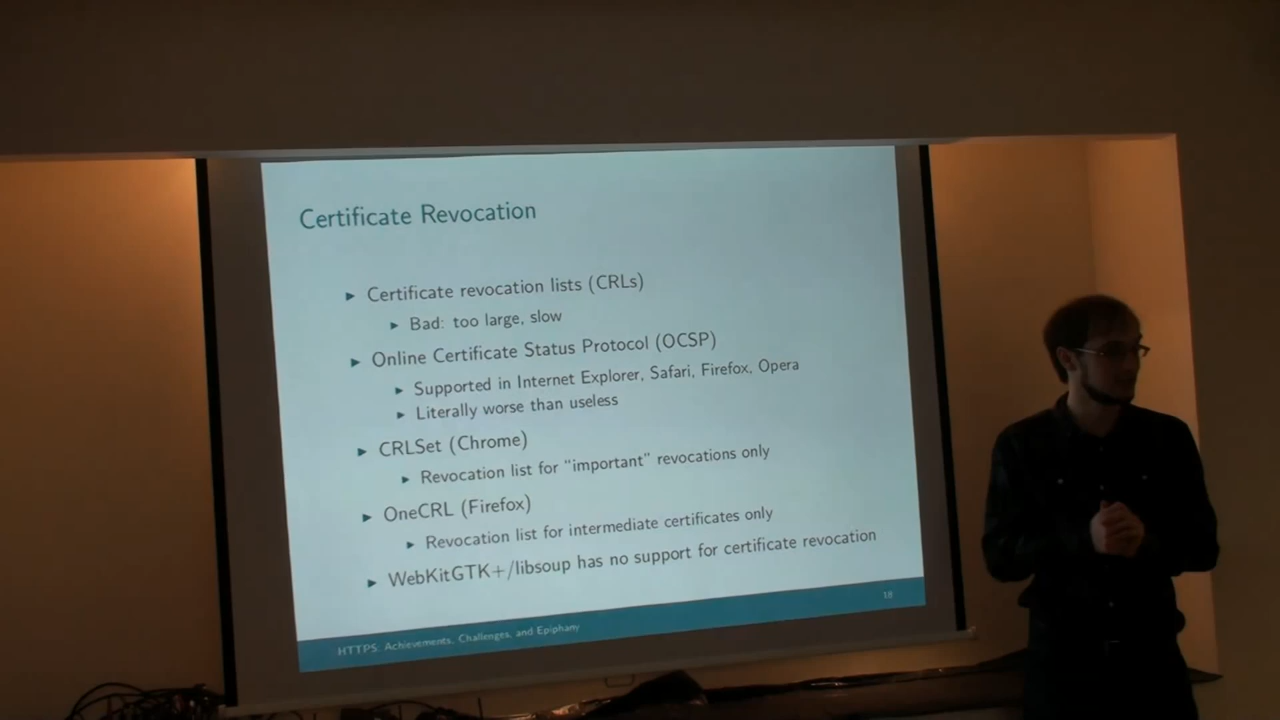 Certificate Revocation
► Certificate revocation lists (CRLs)
► Bad: too large, slow
► Online Certificate Status Protocol (OCSP)
► Supported in Internet Explorer, Safari, Firefox, Opera
► Literally worse than useless
► CRLSet (Chrome)
► Revocation list for “important” revocations only
► OneCRL (Firefox)
► Revocation list for intermediate certificates only
► WebKitGTK+/libsoup has no support for certificate revocation
18
HTTPS: Achievements, Challenges, and Epiphany